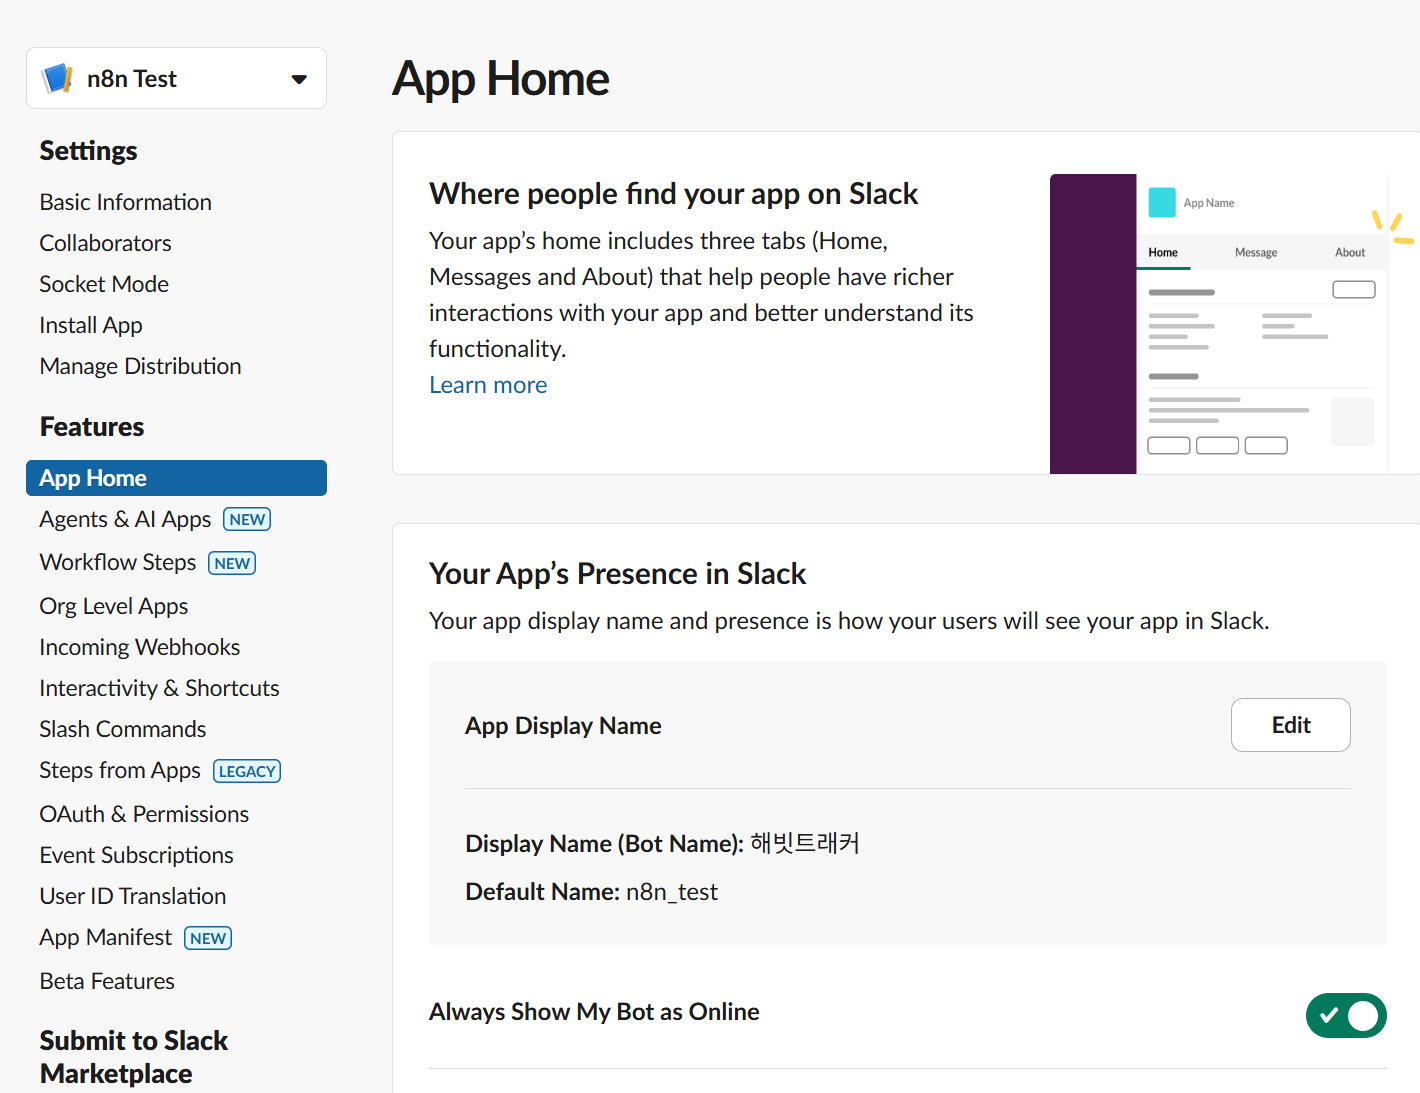 n8n Test
Settings
Basic Information
Collaborators
Socket Mode
Install App
Manage Distribution
Features
App Home
Agents & AI Apps NEW
Workflow Steps NEW
Org Level Apps
Incoming Webhooks
Interactivity & Shortcuts
Slash Commands
Steps from Apps LEGACY
OAuth & Permissions
Event Subscriptions
User ID Translation
App Manifest NEW
Beta Features
Submit to Slack
Marketplace
App Home
Where people find your app on Slack
Your app’s home includes three tabs (Home,
Messages and About) that help people have richer
interactions with your app and better understand its
functionality.
Learn more
App Name
Home Message About
Your App’s Presence in Slack
Your app display name and presence is how your users will see your app in Slack.
App Display Name
Edit
Display Name (Bot Name): 해빗트래커
Default Name: n8n_test
Always Show My Bot as Online